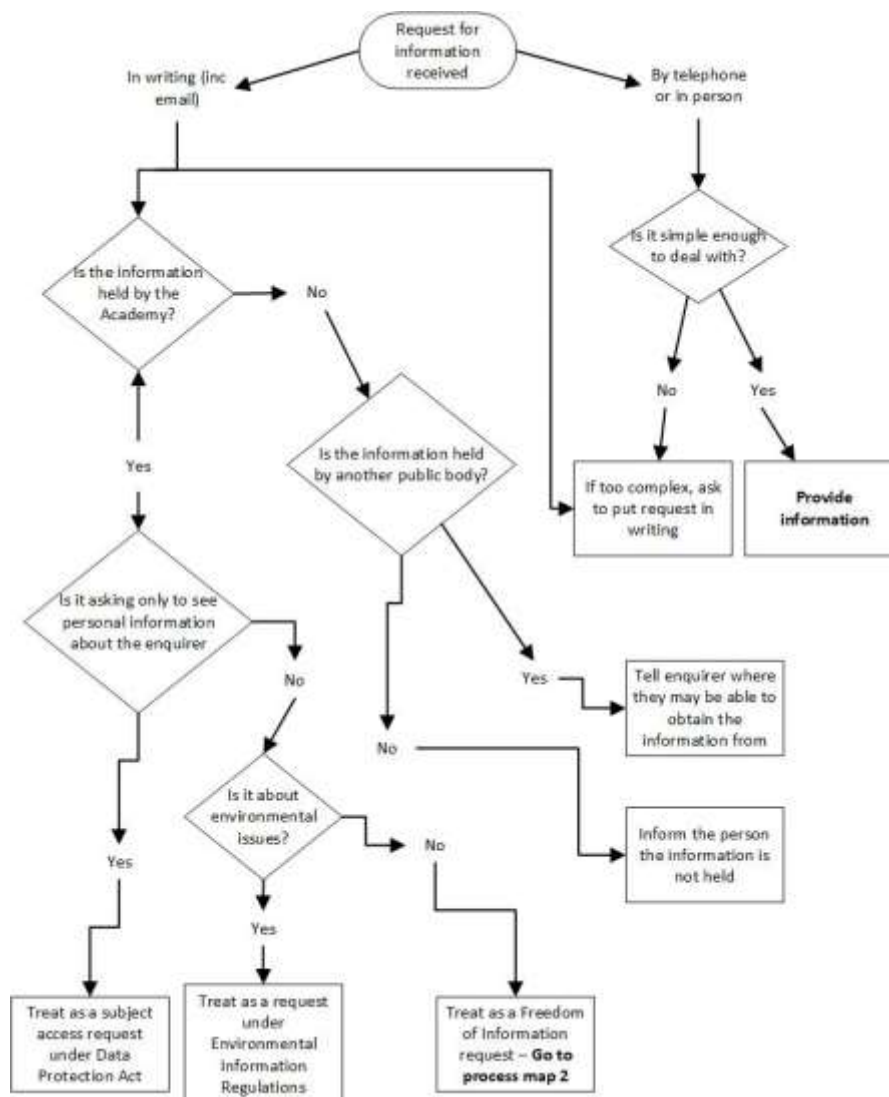 Request for
information
received
In writing (inc
email)
By telephone
or in person
Is it simple enough
to deal with?
Is the information
held by the
Academy?
No
No
Yes
Is the information held
by another public body?
Yes
If too complex, ask
to put request in
writing
Provide
information
Is it asking only to see
personal information
about the enquirer
No
Yes
Tell enquirer where
they may be able to
obtain the
information from
No
Is it about
environmental
issues?
No
Inform the person
the information is
not held
Yes
Yes
Treat as a subject
access request
under Data
Protection Act
Treat as a request
under
Environmental
Information
Regulations
Treat as a Freedom
of Information
request – Go to
process map 2